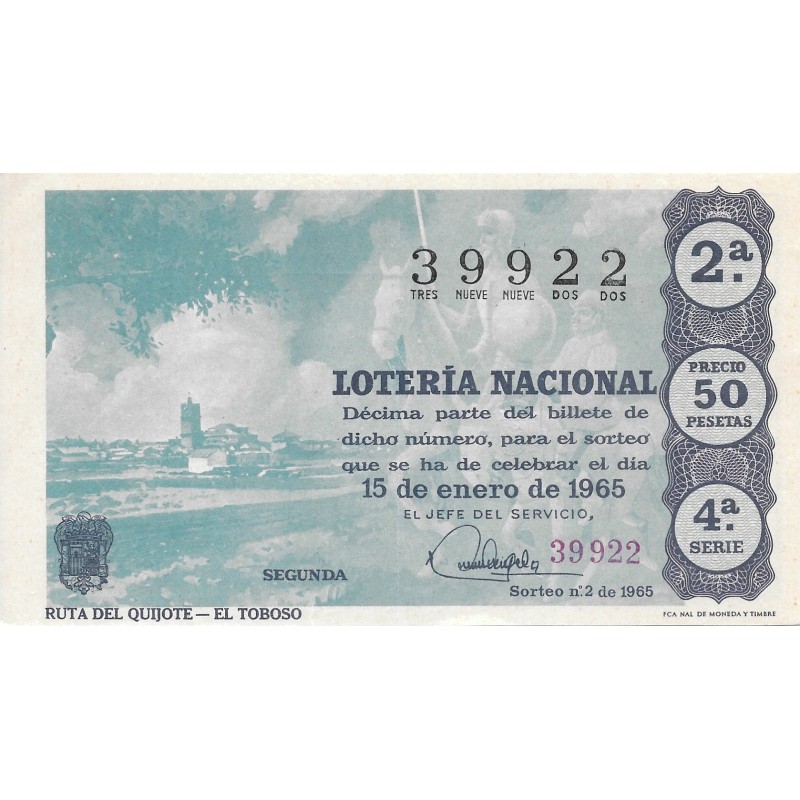 39922
TRES NUEVE NUEVE DOS DOS
2.ª
LOTERÍA NACIONAL
Décima parte del billete de
dicho número, para el sorteo
que se ha de celebrar el día
15 de enero de 1965
EL JEFE DEL SERVICIO,
39922
Sorteo n.º 2 de 1965
PRECIO
50
PESETAS
4.ª
SERIE
SEGUNDA
RUTA DEL QUIJOTE — EL TOBOSO
FCA NAL DE MONEDA Y TIMBRE